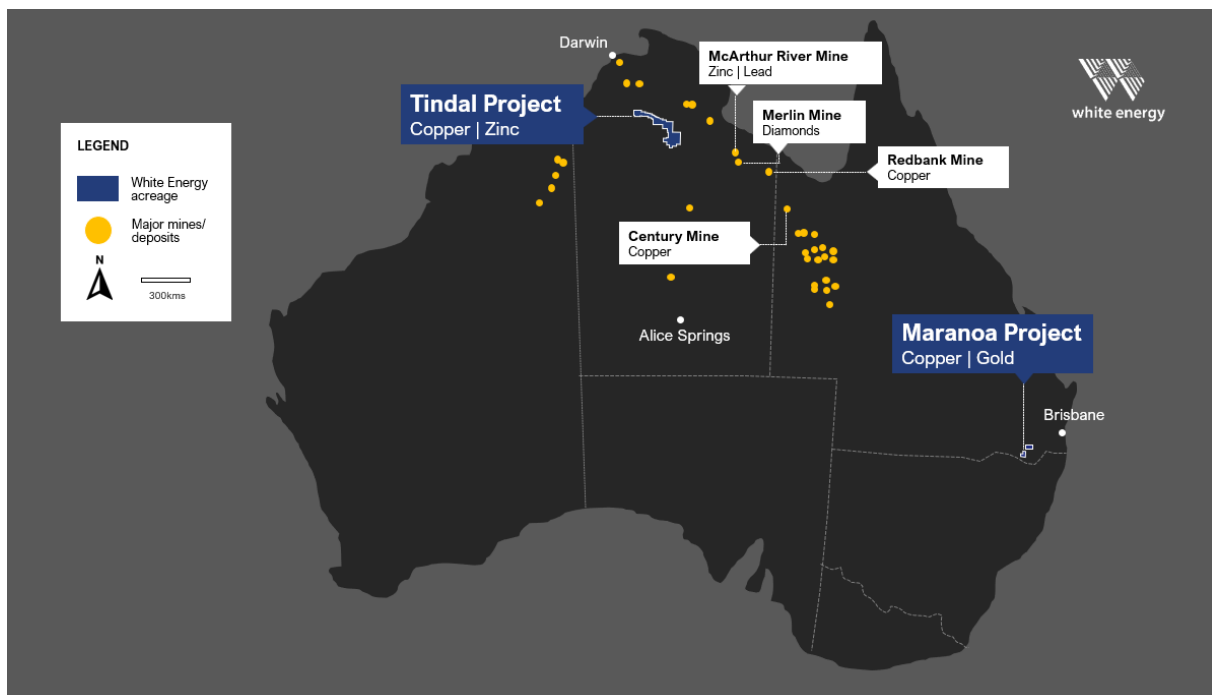 Darwin
McArthur River Mine
Zinc | Lead
white energy
Tindal Project
Copper | Zinc
Merlin Mine
Diamonds
LEGEND
White Energy
acreage
Major mines/
deposits
N
300kms
Redbank Mine
Copper
Century Mine
Copper
Alice Springs
Maranoa Project
Copper | Gold
Brisbane